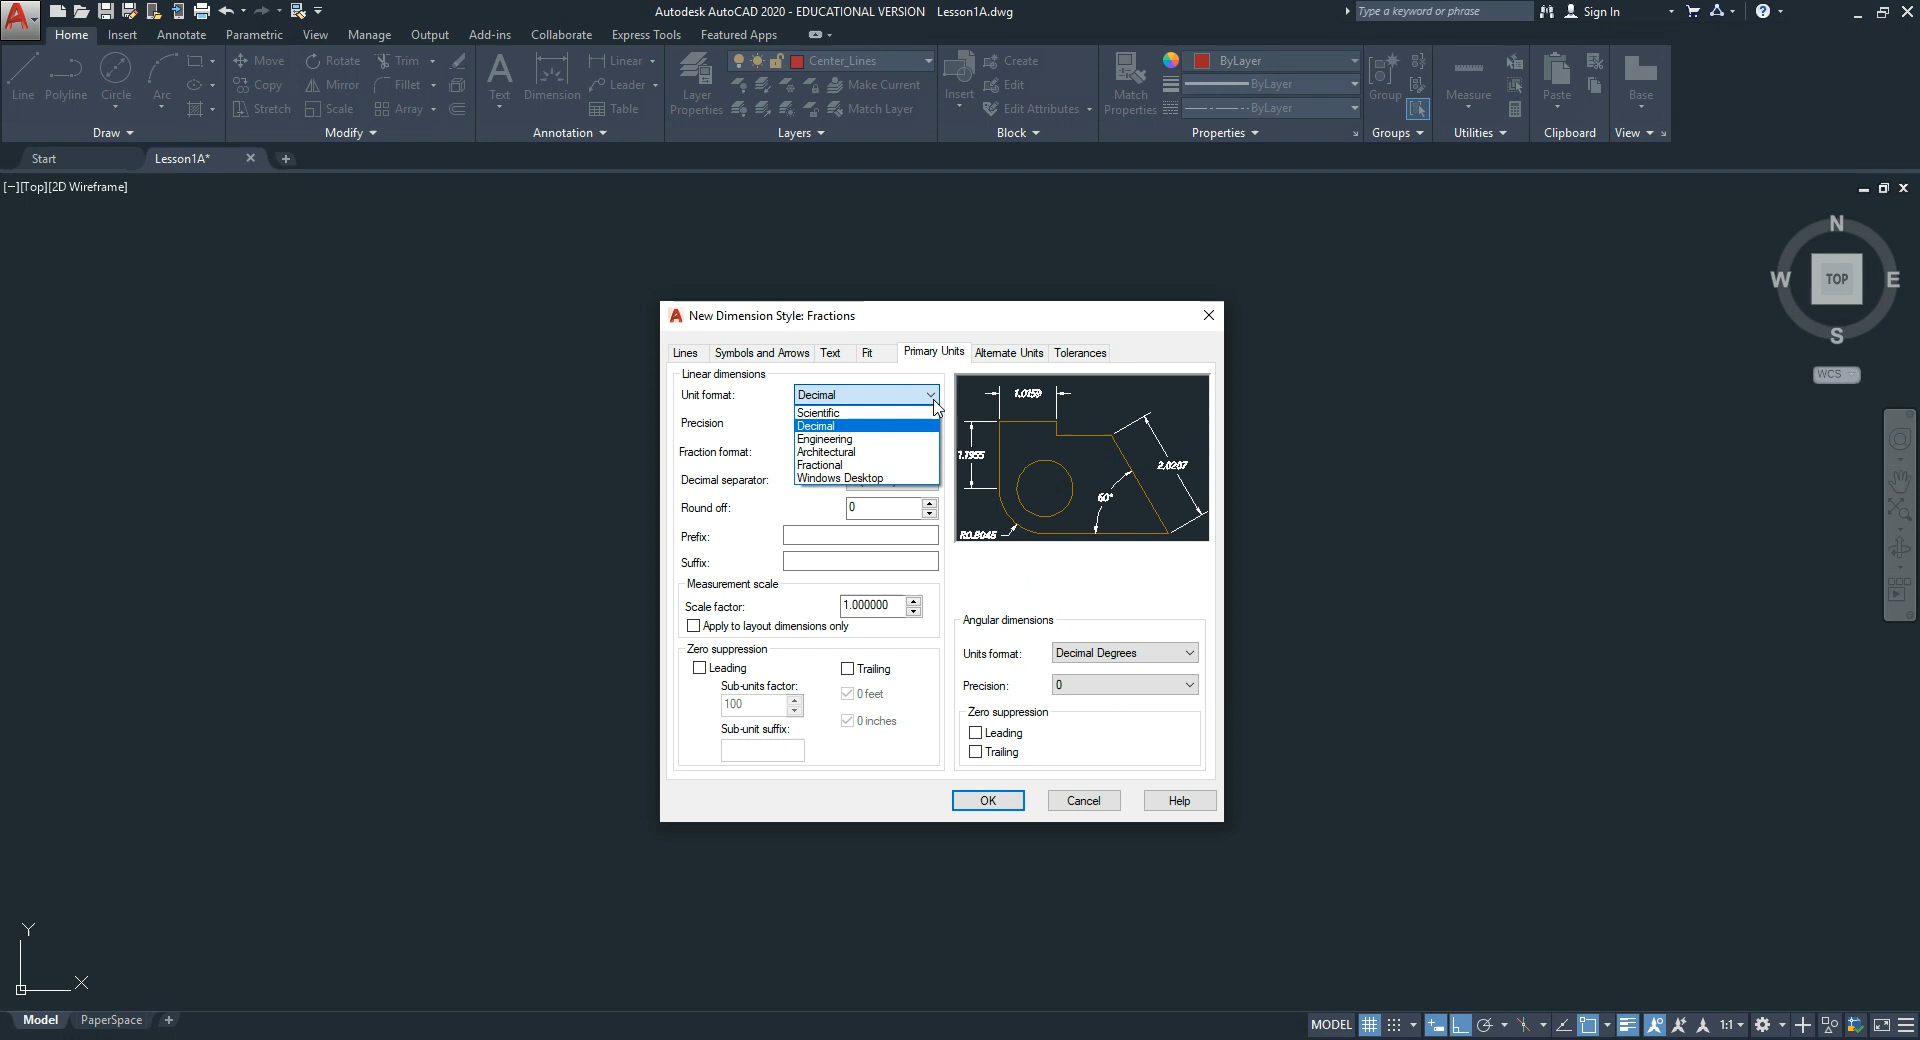 Autodesk AutoCAD 2020 - EDUCATIONAL VERSION Lesson1A.dwg
Type a keyword or phrase
Sign In
Home Insert Annotate Parametric View Manage Output Add-ins Collaborate Express Tools Featured Apps
Line Polyline Circle Arc
Move Rotate Trim
Copy Mirror Fillet
Stretch Scale Array
Text Dimension
Linear
Leader
Table
Layer Properties
Center_Lines
Make Current
Match Layer
Insert
Create
Edit
Edit Attributes
Match Properties
ByLayer
ByLayer
ByLayer
Group
Measure
Paste
Base
Draw Modify Annotation Layers Block Properties Groups Utilities Clipboard View
Start Lesson1A*
[−][Top][2D Wireframe]
N
W TOP E
S
WCS
New Dimension Style: Fractions
Lines Symbols and Arrows Text Fit Primary Units Alternate Units Tolerances
Linear dimensions
Unit format: Decimal
Scientific
Decimal
Engineering
Architectural
Fractional
Windows Desktop
Precision
Fraction format:
Decimal separator:
Round off: 0
Prefix:
Suffix:
Measurement scale
Scale factor: 1.000000
Apply to layout dimensions only
Zero suppression
Leading Trailing
Sub-units factor:
100
0 feet
0 inches
Sub-unit suffix:
1.0159
1.1955
2.0207
60°
R0.8045
Angular dimensions
Units format: Decimal Degrees
Precision: 0
Zero suppression
Leading
Trailing
OK Cancel Help
Y
X
Model PaperSpace
MODEL
1:1